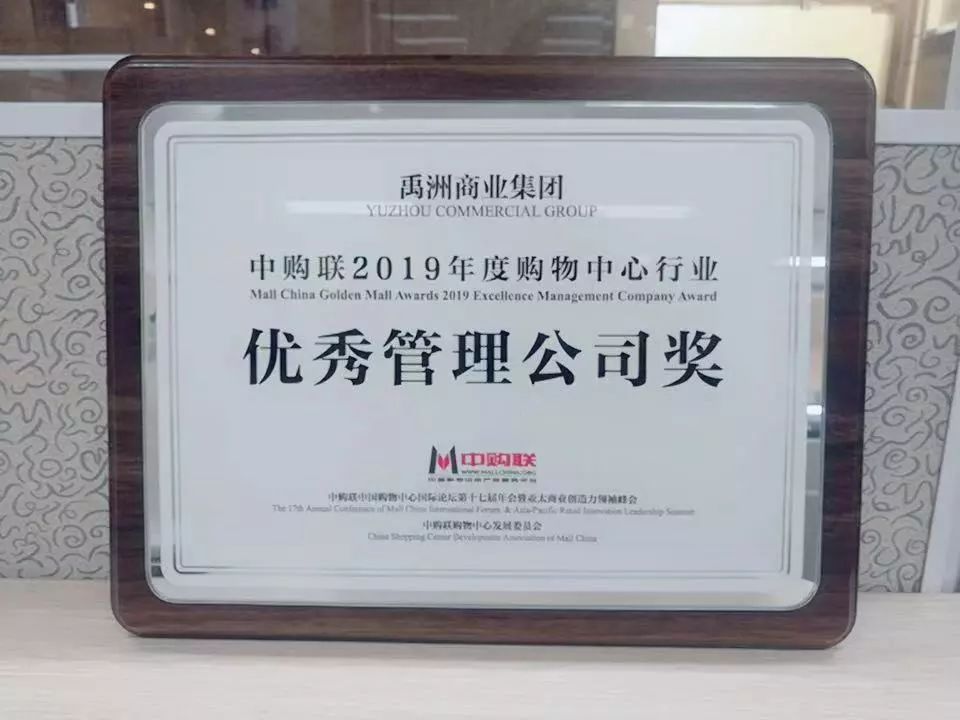 禹洲商业集团
YUZHOU COMMERCIAL GROUP
中购联2019年度购物中心行业
Mall China Golden Mall Awards 2019 Excellence Management Company Award
优秀管理公司奖
中购联
WWW.MALLCHINA.ORG
中购联中国购物中心国际论坛第十七届年会暨亚太商业创造力领袖峰会
The 17th Annual Conference of Mall China International Forum & Asia-Pacific Retail Innovation Leadership Summit
中购联购物中心发展委员会
China Shopping Center Development Association of Mall China